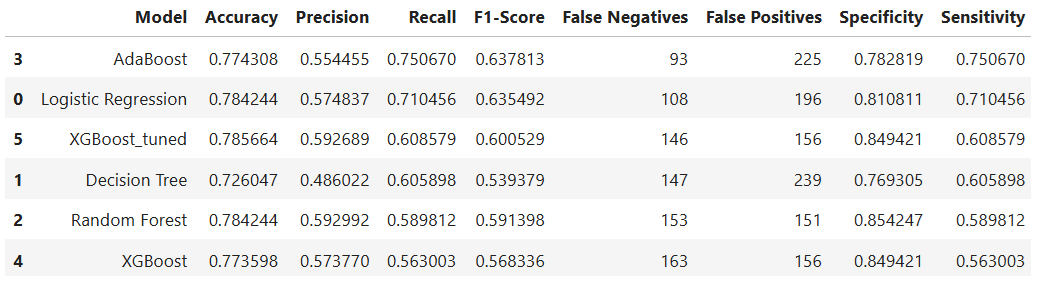 Model Accuracy Precision Recall F1-Score False Negatives False Positives Specificity Sensitivity
3 AdaBoost 0.774308 0.554455 0.750670 0.637813 93 225 0.782819 0.750670
0 Logistic Regression 0.784244 0.574837 0.710456 0.635492 108 196 0.810811 0.710456
5 XGBoost_tuned 0.785664 0.592689 0.608579 0.600529 146 156 0.849421 0.608579
1 Decision Tree 0.726047 0.486022 0.605898 0.539379 147 239 0.769305 0.605898
2 Random Forest 0.784244 0.592992 0.589812 0.591398 153 151 0.854247 0.589812
4 XGBoost 0.773598 0.573770 0.563003 0.568336 163 156 0.849421 0.563003